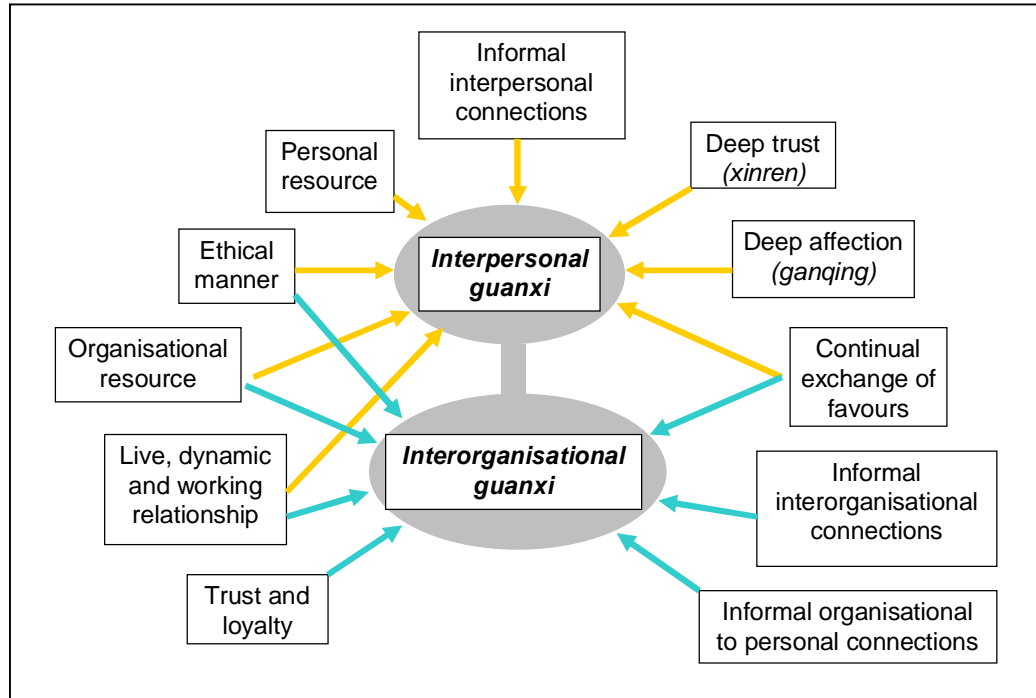 Informal
interpersonal
connections
Personal
resource
Deep trust
(xinren)
Ethical
manner
Interpersonal
guanxi
Deep affection
(ganqing)
Organisational
resource
Continual
exchange of
favours
Live, dynamic
and working
relationship
Interorganisational
guanxi
Informal
interorganisational
connections
Trust and
loyalty
Informal organisational
to personal connections